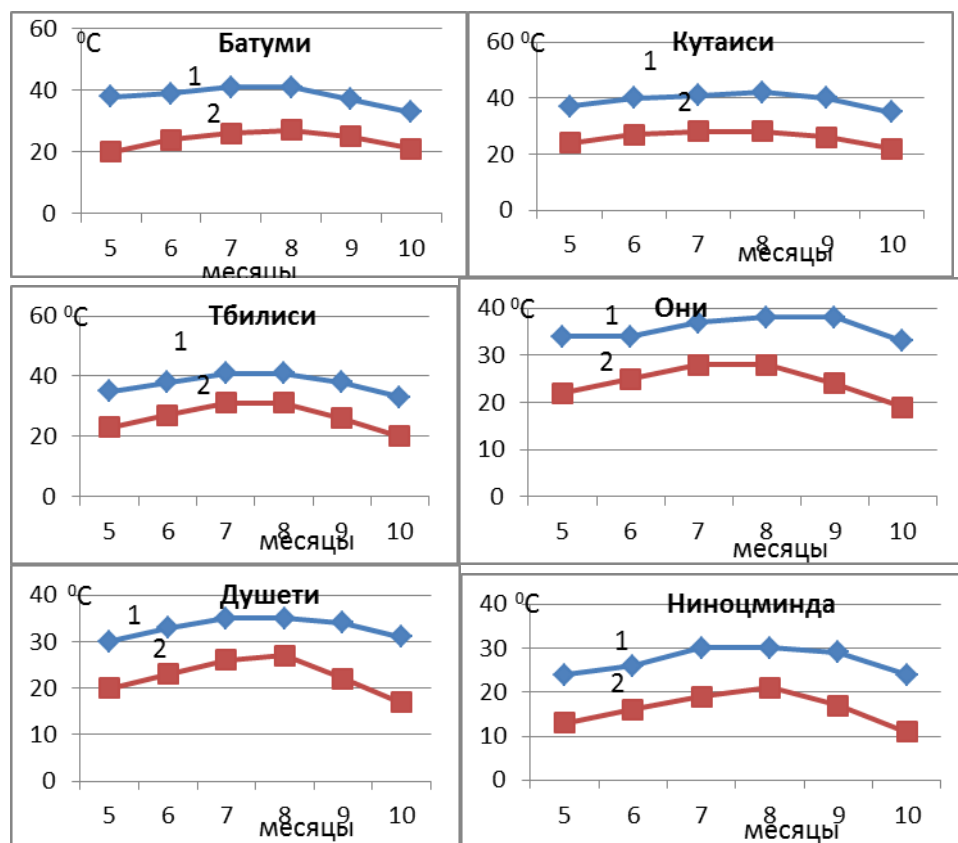 Батуми
⁰C
60
40
20
0
1
2
5 6 7 8 9 10
месяцы
Кутаиси
60 ⁰C
40
20
0
1
2
5 6 7 8 9 10
месяцы
Тбилиси
60 ⁰C
40
20
0
1
2
5 6 7 8 9 10
месяцы
Они
40 ⁰C
30
20
10
0
1
2
5 6 7 8 9 10
месяцы
Душети
40 ⁰C
30
20
10
0
1
2
5 6 7 8 9 10
месяцы
Ниноцминда
40 ⁰C
30
20
10
0
1
2
5 6 7 8 9 10
месяцы